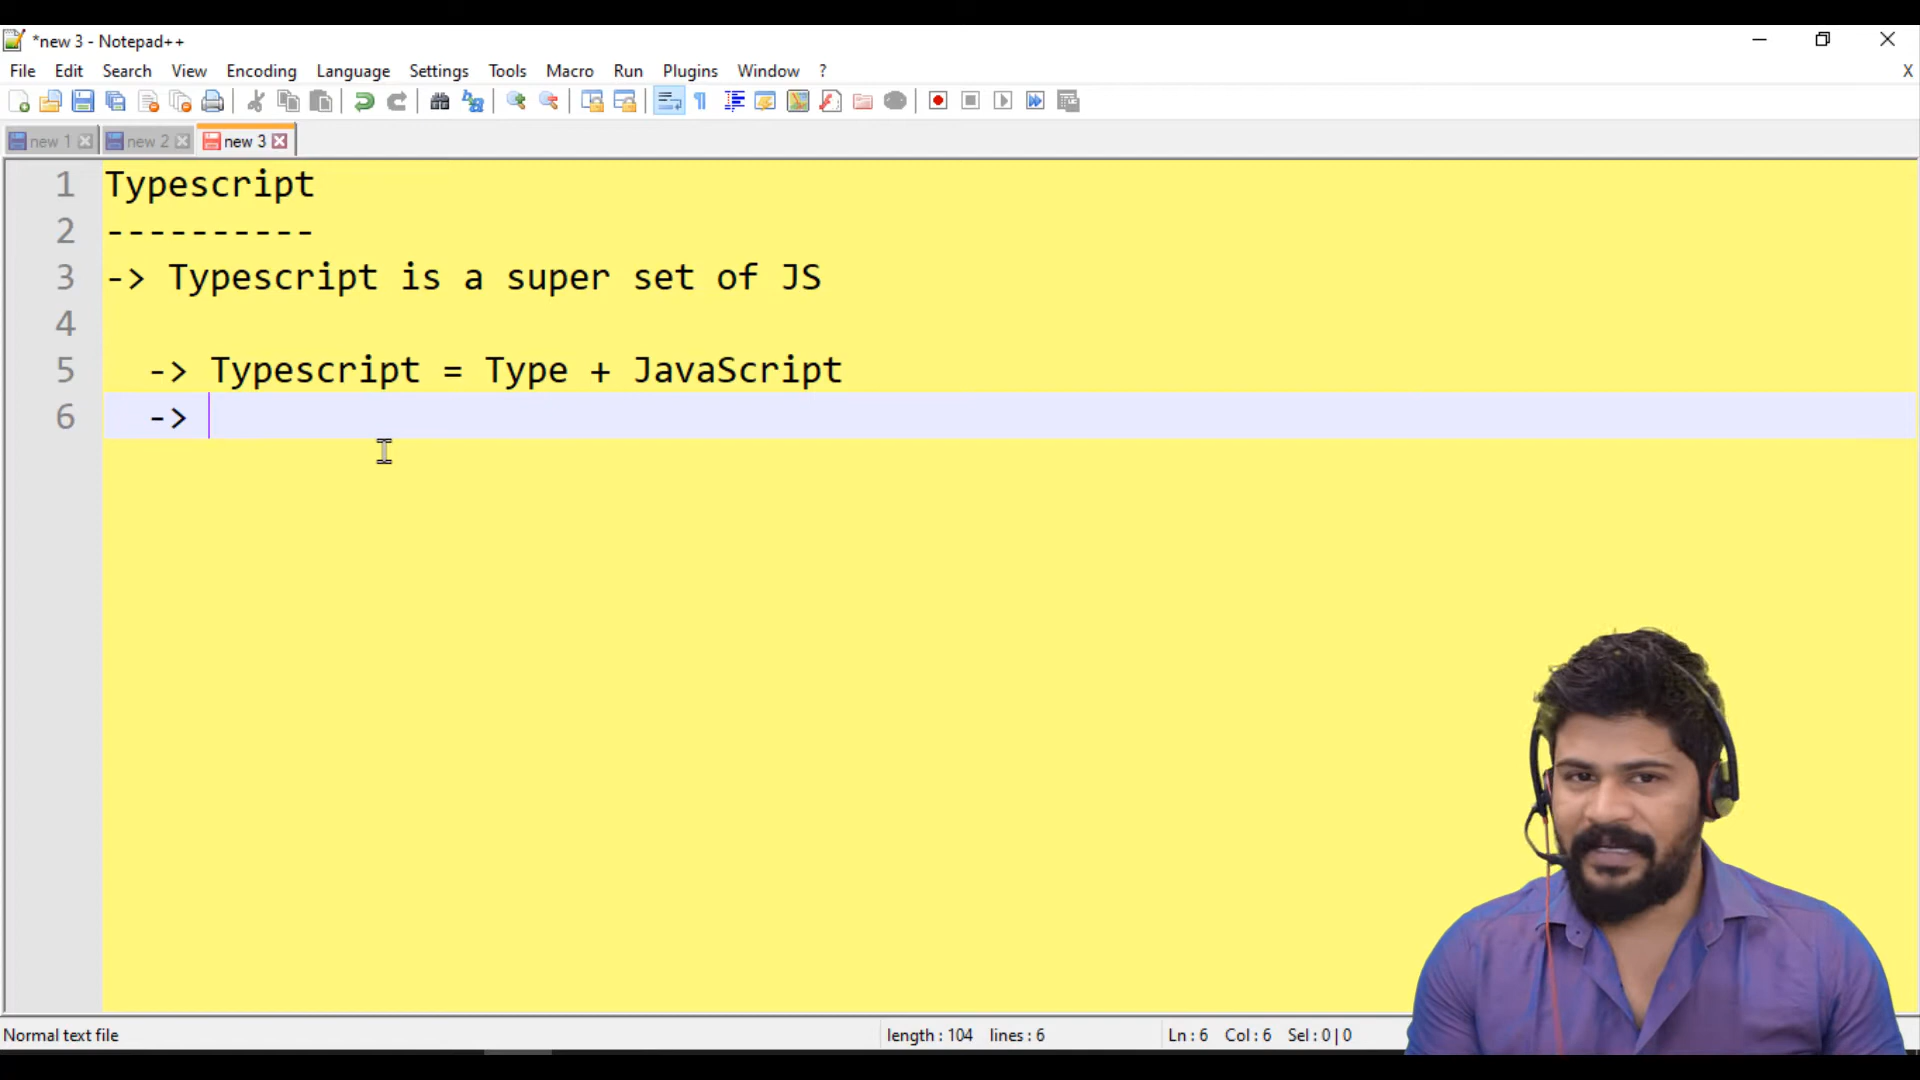 *new 3 - Notepad++
File Edit Search View Encoding Language Settings Tools Macro Run Plugins Window ? X
new 1 new 2 new 3
1 Typescript
2 ----------
3 -> Typescript is a super set of JS
4
5 -> Typescript = Type + JavaScript
6 ->
Normal text file length : 104 lines : 6 Ln : 6 Col : 6 Sel : 0 | 0